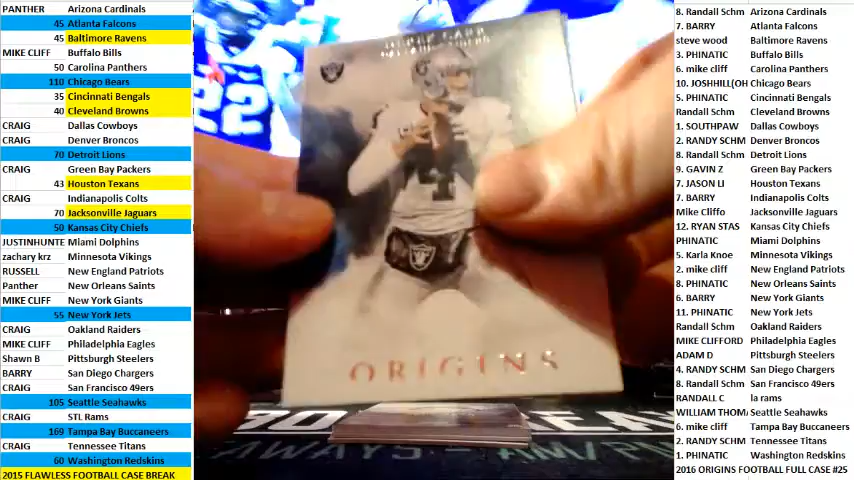 PANTHER Arizona Cardinals
45 Atlanta Falcons
45 Baltimore Ravens
MIKE CLIFF Buffalo Bills
50 Carolina Panthers
110 Chicago Bears
35 Cincinnati Bengals
40 Cleveland Browns
CRAIG Dallas Cowboys
CRAIG Denver Broncos
70 Detroit Lions
CRAIG Green Bay Packers
43 Houston Texans
CRAIG Indianapolis Colts
70 Jacksonville Jaguars
50 Kansas City Chiefs
JUSTINHUNTE Miami Dolphins
zachary krz Minnesota Vikings
RUSSELL New England Patriots
Panther New Orleans Saints
MIKE CLIFF New York Giants
55 New York Jets
CRAIG Oakland Raiders
MIKE CLIFF Philadelphia Eagles
Shawn B Pittsburgh Steelers
BARRY San Diego Chargers
CRAIG San Francisco 49ers
105 Seattle Seahawks
CRAIG STL Rams
169 Tampa Bay Buccaneers
CRAIG Tennessee Titans
60 Washington Redskins
2015 FLAWLESS FOOTBALL CASE BREAK
22
4
ORIGINS
8. Randall Schm Arizona Cardinals
7. BARRY Atlanta Falcons
steve wood Baltimore Ravens
3. PHINATIC Buffalo Bills
6. mike cliff Carolina Panthers
10. JOSHHILL(OH Chicago Bears
5. PHINATIC Cincinnati Bengals
Randall Schm Cleveland Browns
1. SOUTHPAW Dallas Cowboys
2. RANDY SCHM Denver Broncos
8. Randall Schm Detroit Lions
9. GAVIN Z Green Bay Packers
7. JASON LI Houston Texans
7. BARRY Indianapolis Colts
Mike Cliffo Jacksonville Jaguars
12. RYAN STAS Kansas City Chiefs
PHINATIC Miami Dolphins
5. Karla Knoe Minnesota Vikings
2. mike cliff New England Patriots
8. PHINATIC New Orleans Saints
6. BARRY New York Giants
11. PHINATIC New York Jets
Randall Schm Oakland Raiders
MIKE CLIFFORD Philadelphia Eagles
ADAM D Pittsburgh Steelers
4. RANDY SCHM San Diego Chargers
8. Randall Schm San Francisco 49ers
RANDALL C la rams
WILLIAM THOM Seattle Seahawks
6. mike cliff Tampa Bay Buccaneers
2. RANDY SCHM Tennessee Titans
1. PHINATIC Washington Redskins
2016 ORIGINS FOOTBALL FULL CASE #25